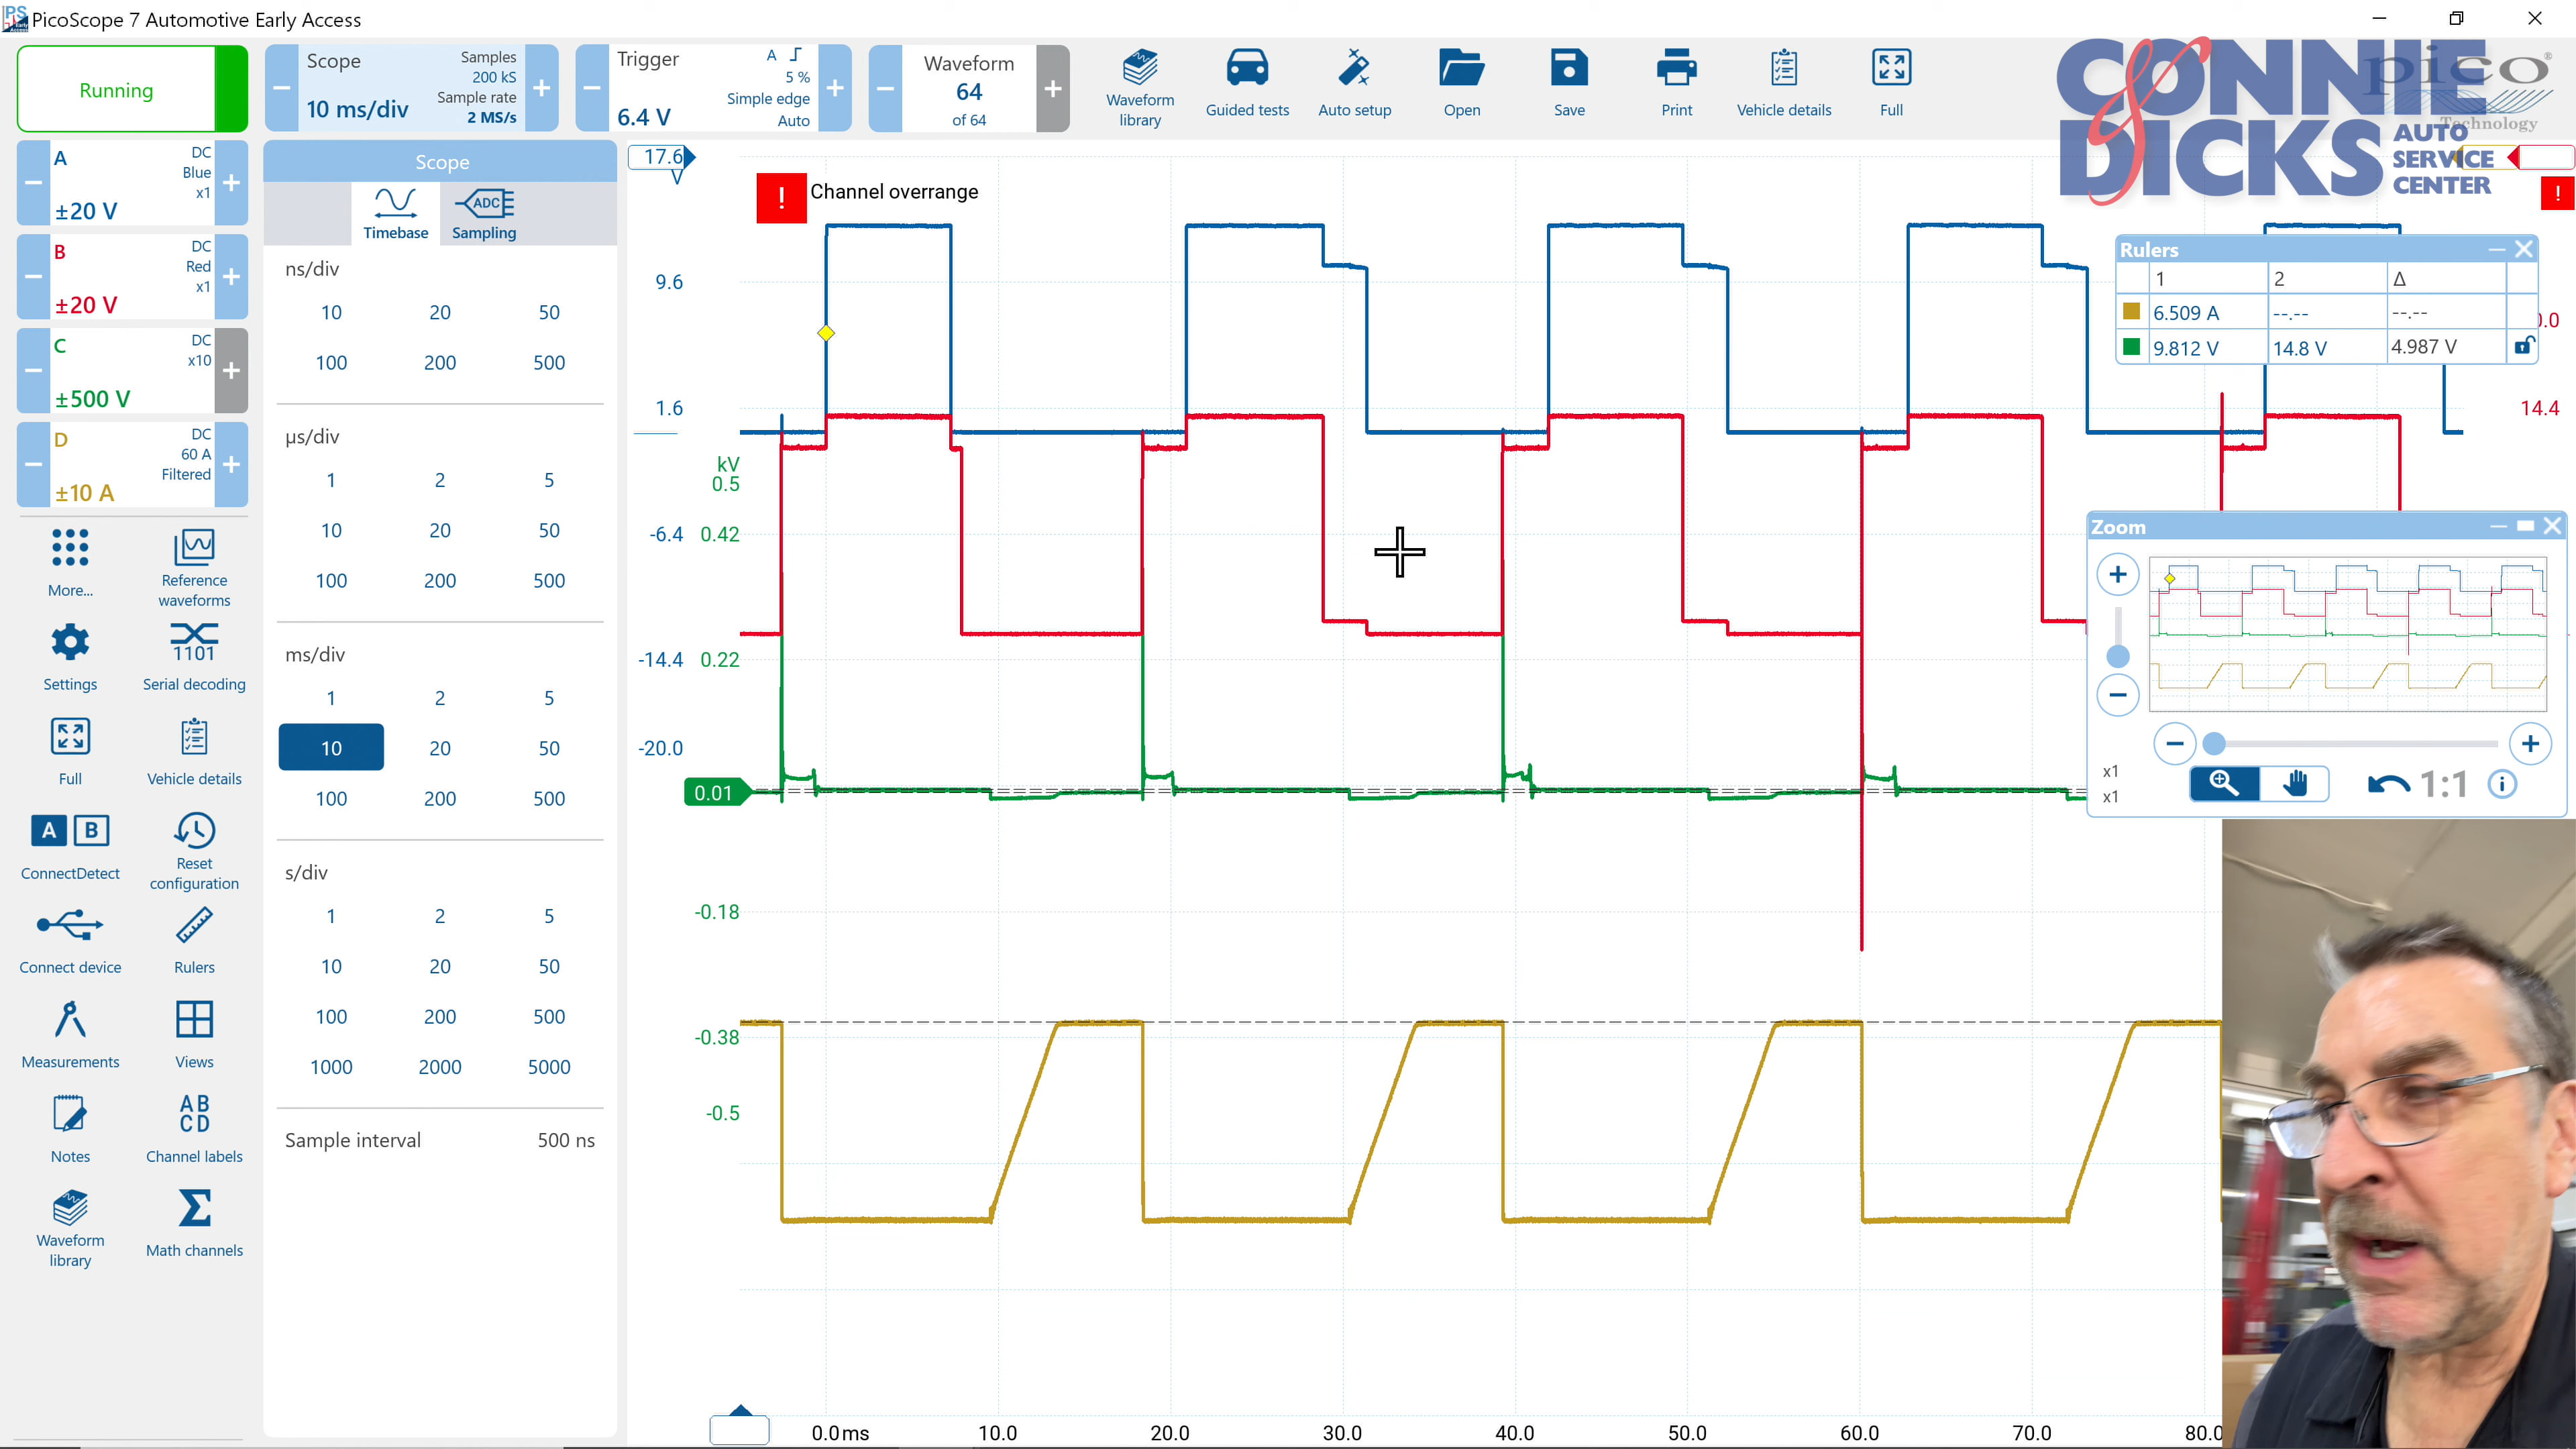 PicoScope 7 Automotive Early Access
Running
Scope
10 ms/div
Samples
200 kS
Sample rate
2 MS/s
Trigger
6.4 V
A
5 %
Simple edge
Auto
Waveform
64
of 64
Waveform
library
Guided tests
Auto setup
Open
Save
Print
Vehicle details
Full
CONNIE
& DICKS
AUTO
SERVICE
CENTER
pico
Technology
A
DC
Blue
x1
±20 V
B
DC
Red
x1
±20 V
C
DC
x10
±500 V
D
DC
60 A
Filtered
±10 A
More...
Reference
waveforms
Settings
1101
Serial decoding
Full
Vehicle details
A B
ConnectDetect
Reset
configuration
Connect device
Rulers
Measurements
Views
Notes
AB
CD
Channel labels
Waveform
library
Math channels
Scope
Timebase
ADC
Sampling
ns/div
10 20 50
100 200 500
µs/div
1 2 5
10 20 50
100 200 500
ms/div
1 2 5
10 20 50
100 200 500
s/div
1 2 5
10 20 50
100 200 500
1000 2000 5000
Sample interval 500 ns
17.6
V
! Channel overrange
!
9.6
1.6
kV
0.5
-6.4 0.42
-14.4 0.22
-20.0
0.01
-0.18
-0.38
-0.5
0.0ms 10.0 20.0 30.0 40.0 50.0 60.0 70.0 80.0
Rulers
1 2 Δ
6.509 A --.-- --.--
9.812 V 14.8 V 4.987 V
14.4
Zoom
x1
x1
1:1